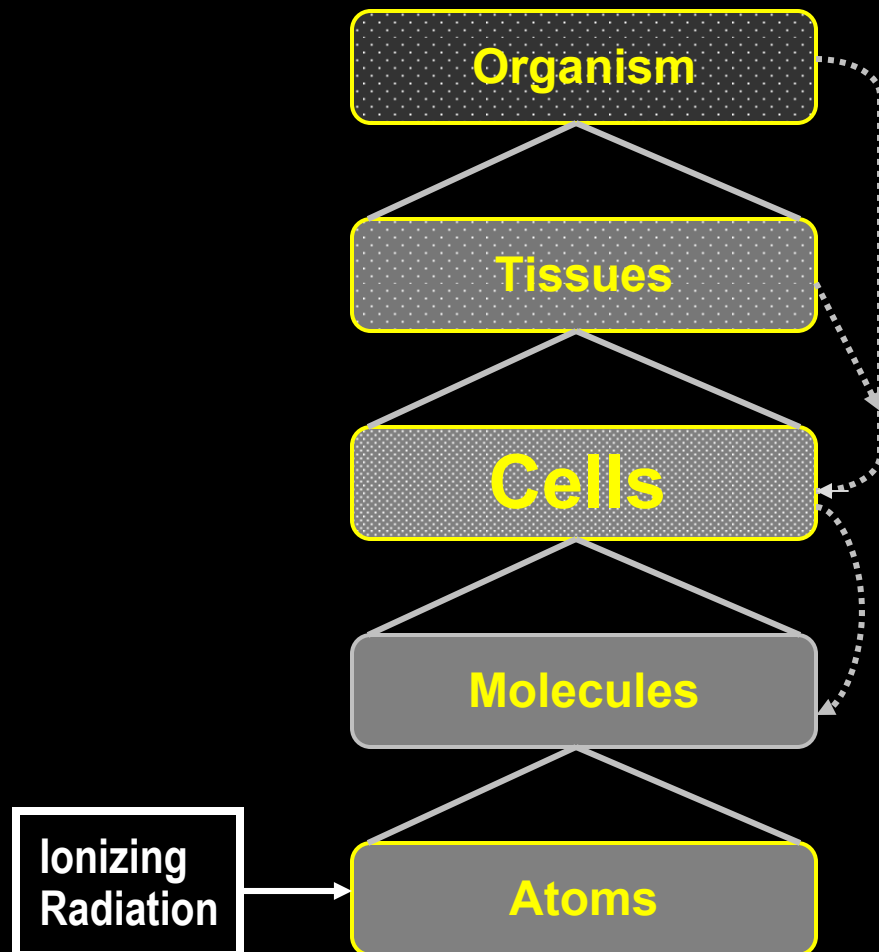 Organism
Tissues
Cells
Molecules
Ionizing
Radiation
Atoms